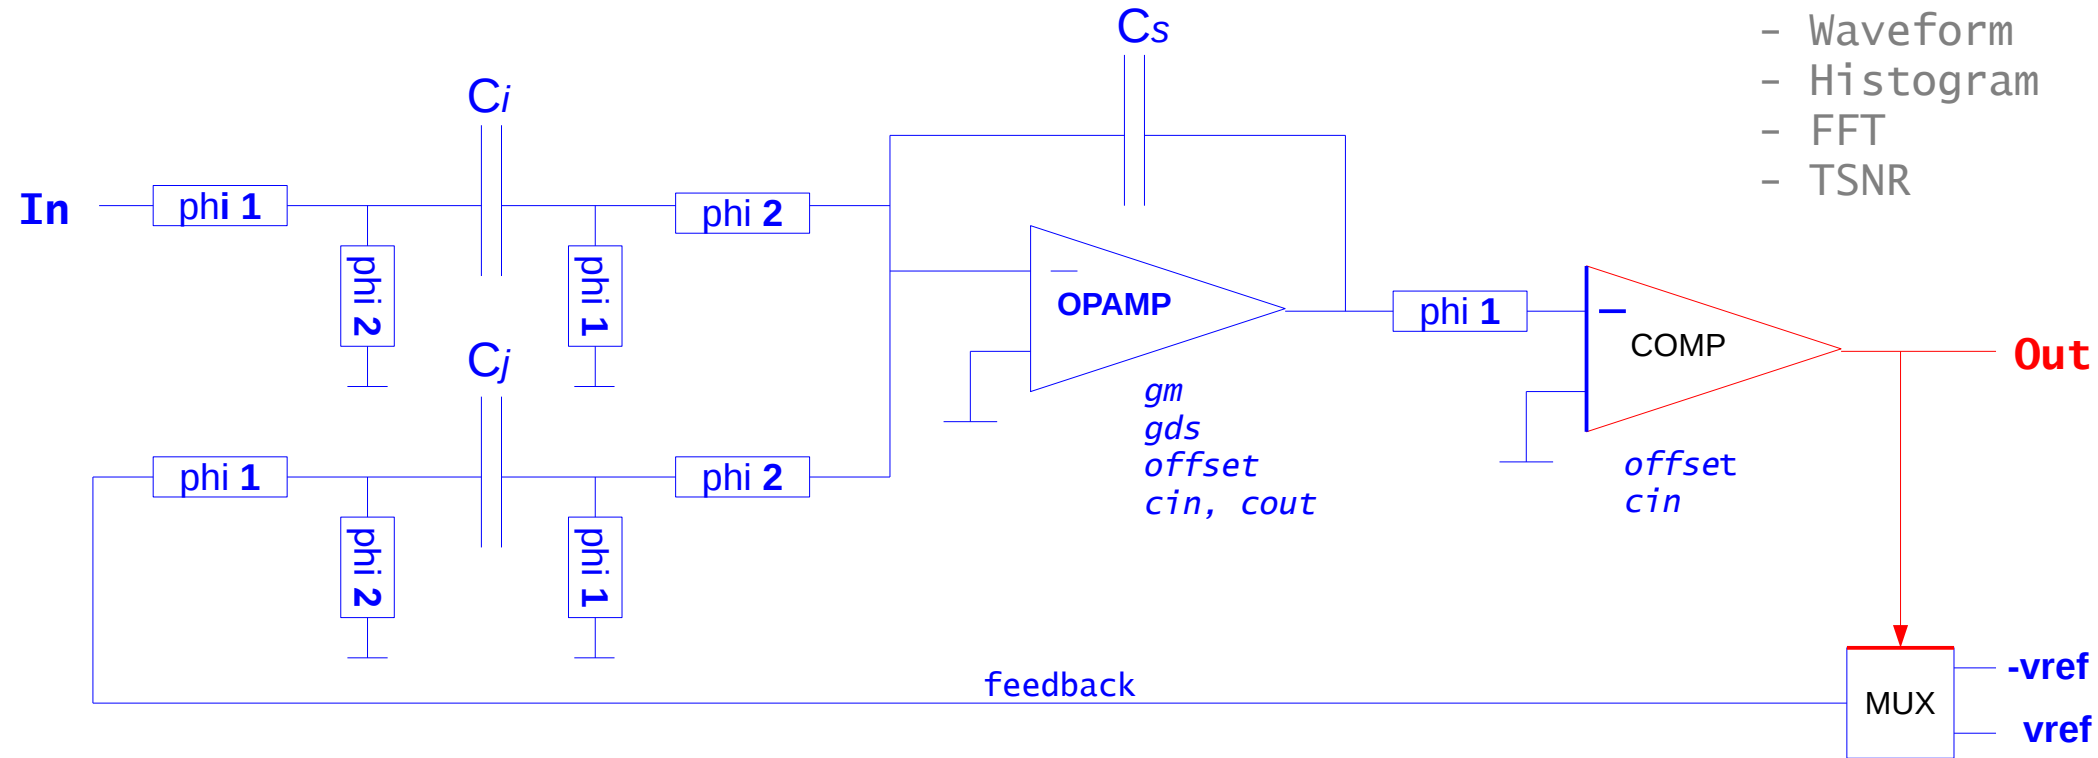 - Waveform
- Histogram
- FFT
- TSNR
Cs
Ci
In
phi 1
phi 2
phi 2
phi 1
OPAMP
phi 1
COMP
Out
gm
gds
offset
cin, cout
offset
cin
Cj
phi 1
phi 2
phi 2
phi 1
feedback
MUX
-vref
vref